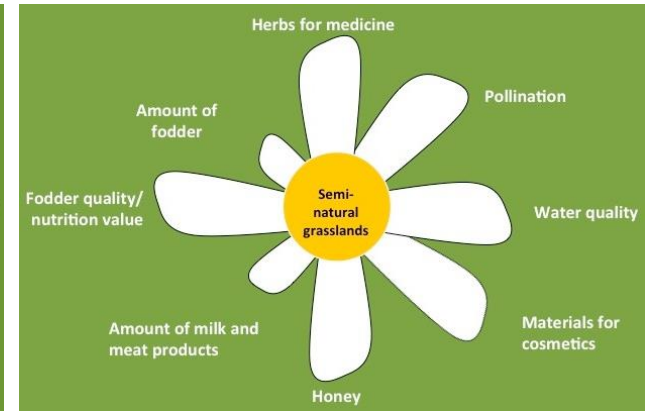 Herbs for medicine
Pollination
Amount of
fodder
Fodder quality/
nutrition value
Semi-
natural
grasslands
Water quality
Amount of milk and
meat products
Materials for
cosmetics
Honey